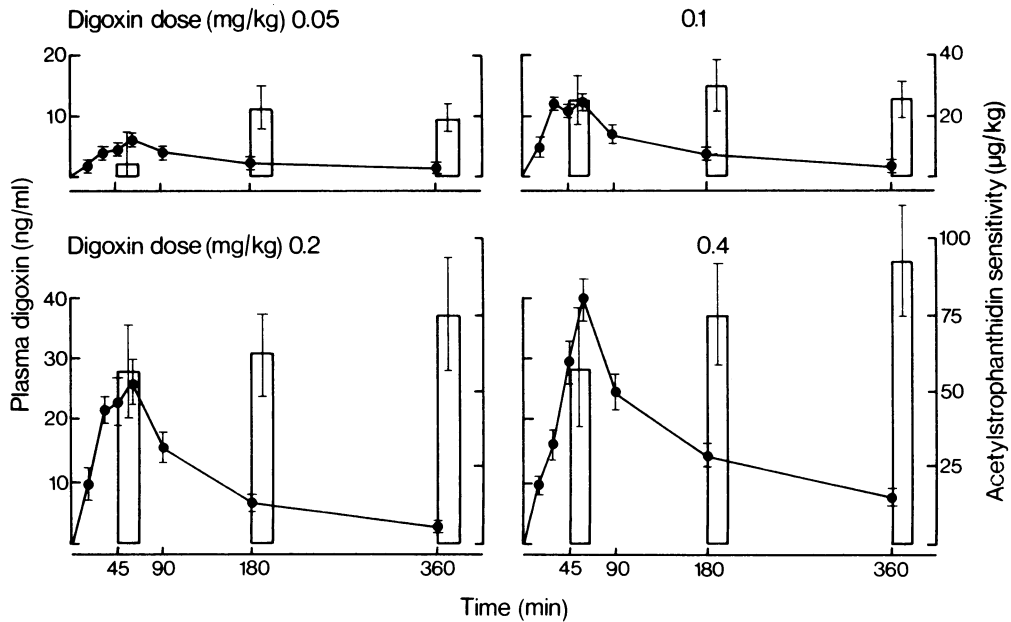 Digoxin dose (mg/kg) 0.05
0.1
20
10
40
20
Digoxin dose (mg/kg) 0.2
0.4
40
30
20
10
100
75
50
25
45 90 180 360
45 90 180 360
Time (min)
Plasma digoxin (ng/ml)
Acetylstrophanthidin sensitivity (µg/kg)